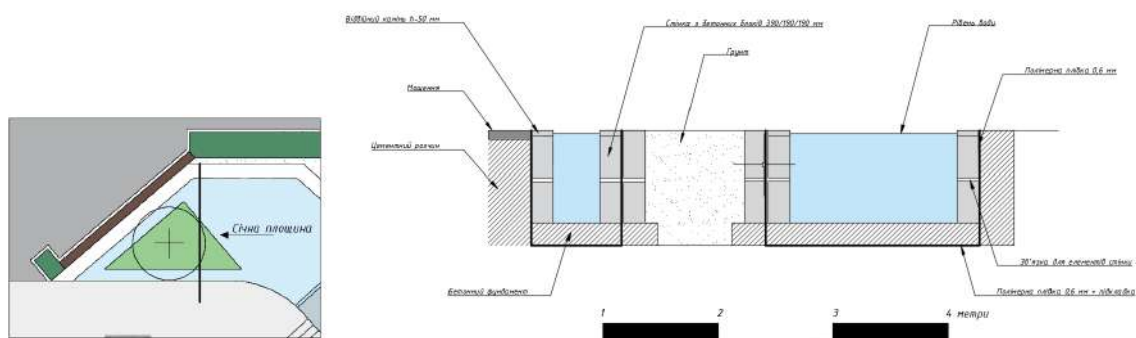 Відвійний камінь h-50 мм
Стінка з бетонних блоків 390/190/190 мм
Рівень води
Ґрунт
Полімерна плівка 0,6 мм
Мощення
Цементний розчин
Січна площина
Зв'язка для елементів стінки
Бетонний фундамент
Полімерна плівка 0,6 мм + підкладка
1 2 3 4 метри